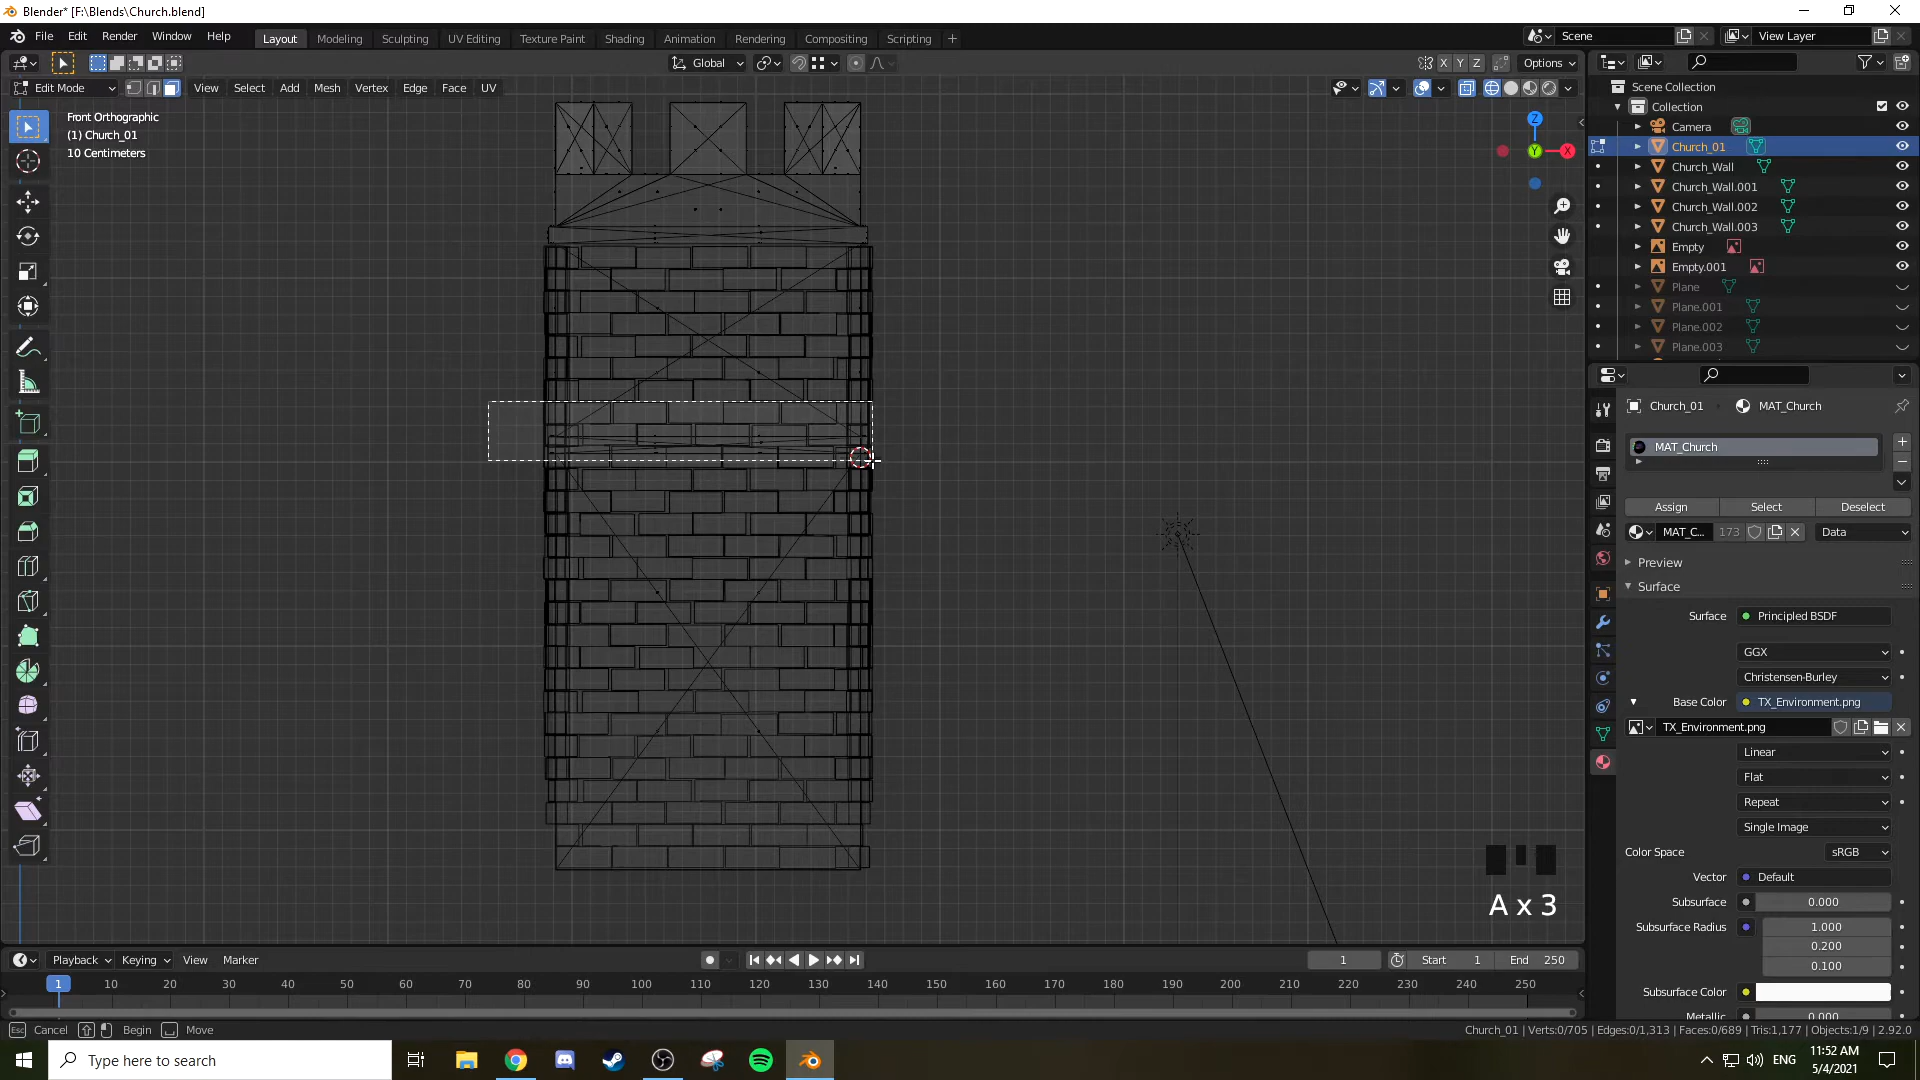 Blender* [F:\Blends\Church.blend]
File Edit Render Window Help Layout Modeling Sculpting UV Editing Texture Paint Shading Animation Rendering Compositing Scripting + Scene View Layer
Global X Y Z Options
Edit Mode View Select Add Mesh Vertex Edge Face UV
Front Orthographic
(1) Church_01
10 Centimeters
Z
X
Y
Scene Collection
Collection
Camera
Church_01
Church_Wall
Church_Wall.001
Church_Wall.002
Church_Wall.003
Empty
Empty.001
Plane
Plane.001
Plane.002
Plane.003
Church_01 MAT_Church
MAT_Church
Assign Select Deselect
MAT_C... 173 Data
Preview
Surface
Surface Principled BSDF
GGX
Christensen-Burley
Base Color TX_Environment.png
TX_Environment.png
Linear
Flat
Repeat
Single Image
Color Space sRGB
Vector Default
Subsurface 0.000
Subsurface Radius 1.000
0.200
0.100
Subsurface Color
Metallic 0.000
A x 3
Playback Keying View Marker 1 Start 1 End 250
1 10 20 30 40 50 60 70 80 90 100 110 120 130 140 150 160 170 180 190 200 210 220 230 240 250
Esc Cancel Begin Move Church_01 | Verts:0/705 | Edges:0/1,313 | Faces:0/689 | Tris:1,177 | Objects:1/9 | 2.92.0
Type here to search ENG 11:52 AM
5/4/2021